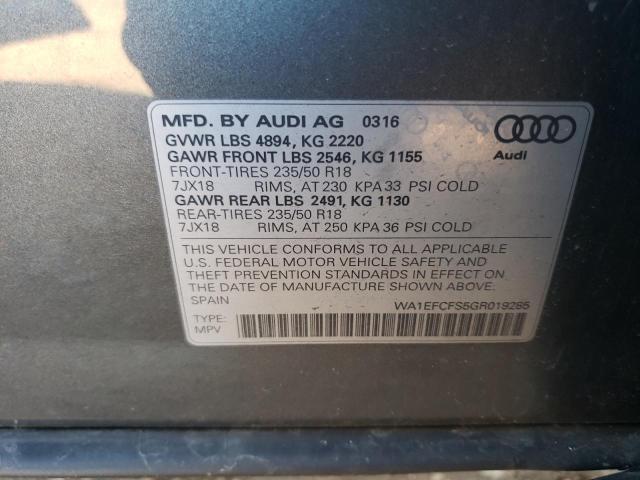 MFD. BY AUDI AG 0316
GVWR LBS 4894, KG 2220
GAWR FRONT LBS 2546, KG 1155
FRONT-TIRES 235/50 R18
7JX18 RIMS, AT 230 KPA 33 PSI COLD
GAWR REAR LBS 2491, KG 1130
REAR-TIRES 235/50 R18
7JX18 RIMS, AT 250 KPA 36 PSI COLD
Audi
THIS VEHICLE CONFORMS TO ALL APPLICABLE
U.S. FEDERAL MOTOR VEHICLE SAFETY AND
THEFT PREVENTION STANDARDS IN EFFECT ON
THE DATE OF MANUFACTURE SHOWN ABOVE.
SPAIN
WA1EFCFS5GR019285
TYPE:
MPV